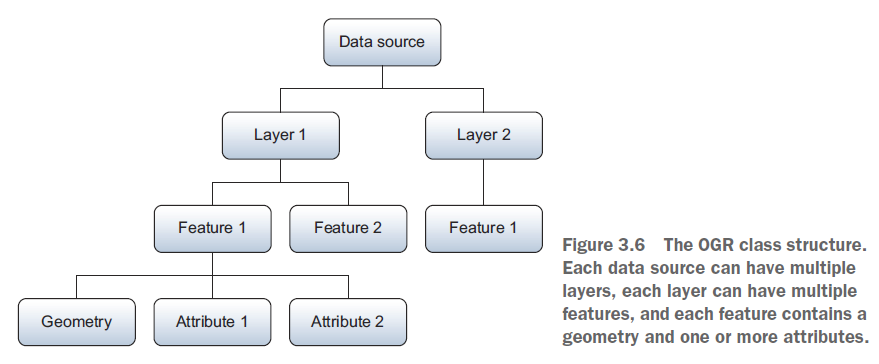 Data source
Layer 1
Layer 2
Feature 1
Feature 2
Feature 1
Geometry
Attribute 1
Attribute 2
Figure 3.6 The OGR class structure.
Each data source can have multiple
layers, each layer can have multiple
features, and each feature contains a
geometry and one or more attributes.